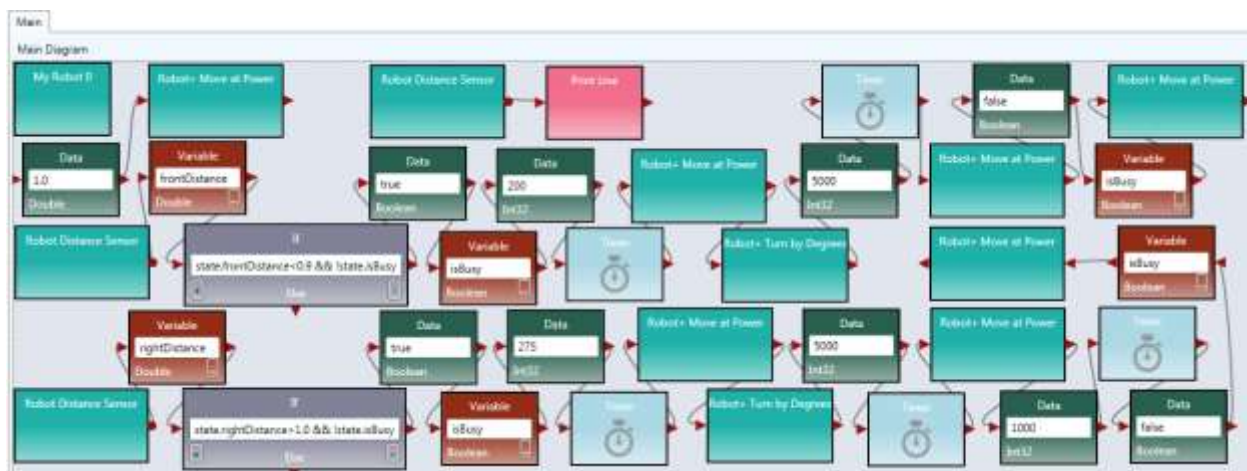 Main
Main Diagram
My Robot 0
Robot+ Move at Power
Robot Distance Sensor
Print Line
Timer
Data
false
Boolean
Robot+ Move at Power
Data
1.0
Double
Variable
frontDistance
Double
Data
true
Boolean
Data
200
Int32
Robot+ Move at Power
Data
5000
Int32
Robot+ Move at Power
Variable
isBusy
Boolean
Robot Distance Sensor
If
state.frontDistance<0.9 && !state.isBusy
Else
Variable
isBusy
Boolean
Timer
Robot+ Turn by Degrees
Robot+ Move at Power
Variable
isBusy
Boolean
Variable
rightDistance
Double
Data
true
Boolean
Data
275
Int32
Robot+ Move at Power
Data
5000
Int32
Robot+ Move at Power
Timer
Robot Distance Sensor
If
state.rightDistance>1.0 && !state.isBusy
Else
Variable
isBusy
Boolean
Timer
Robot+ Turn by Degrees
Timer
Data
1000
Int32
Data
false
Boolean